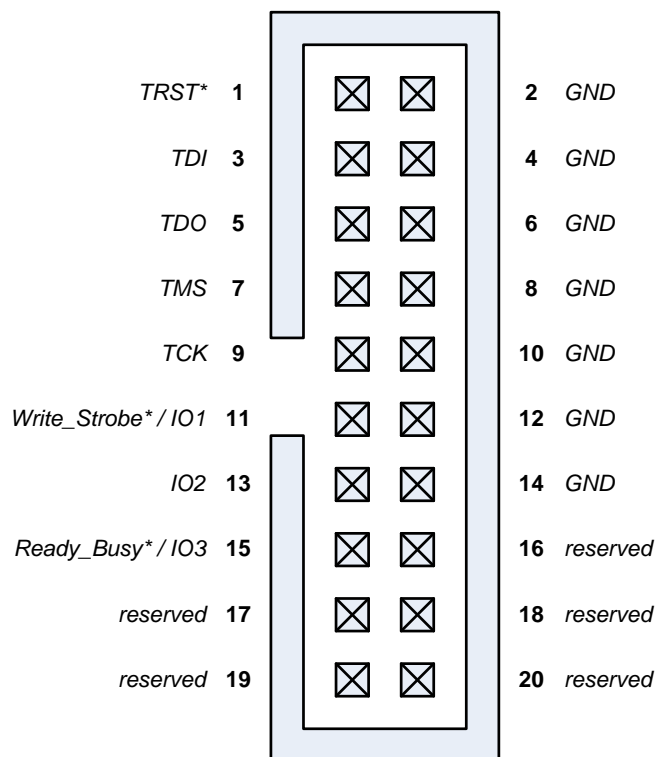 TRST* 1 2 GND
TDI 3 4 GND
TDO 5 6 GND
TMS 7 8 GND
TCK 9 10 GND
Write_Strobe* / IO1 11 12 GND
IO2 13 14 GND
Ready_Busy* / IO3 15 16 reserved
reserved 17 18 reserved
reserved 19 20 reserved